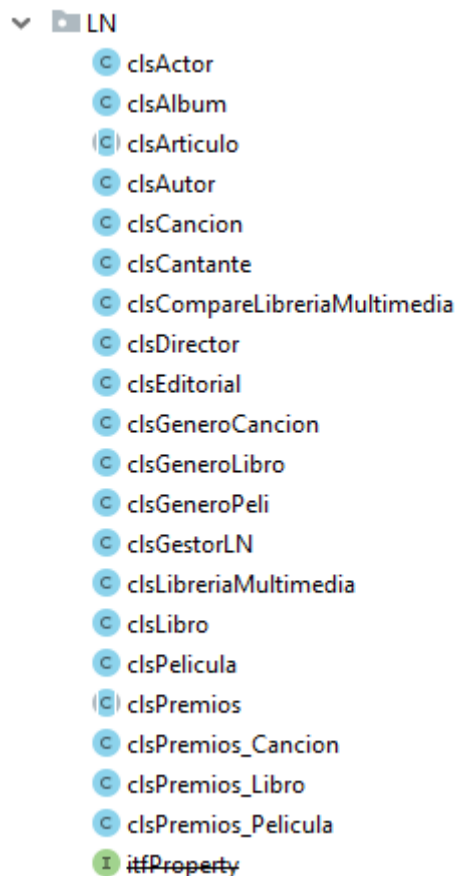 LN
C clsActor
C clsAlbum
C clsArticulo
C clsAutor
C clsCancion
C clsCantante
C clsCompareLibreriaMultimedia
C clsDirector
C clsEditorial
C clsGeneroCancion
C clsGeneroLibro
C clsGeneroPeli
C clsGestorLN
C clsLibreriaMultimedia
C clsLibro
C clsPelicula
C clsPremios
C clsPremios_Cancion
C clsPremios_Libro
C clsPremios_Pelicula
I itfProperty